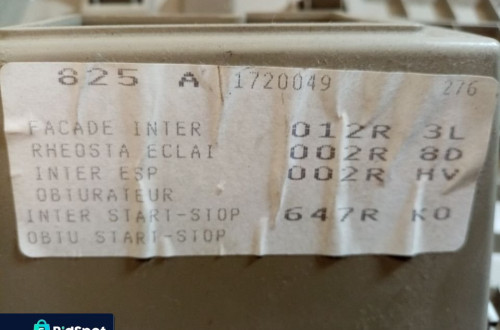 825 A 1720049 276
FACADE INTER 012R 3L
RHEOSTA ECLAI 002R 8D
INTER ESP 002R HV
OBTURATEUR
INTER START-STOP 647R KO
OBTU START-STOP
BidSpot